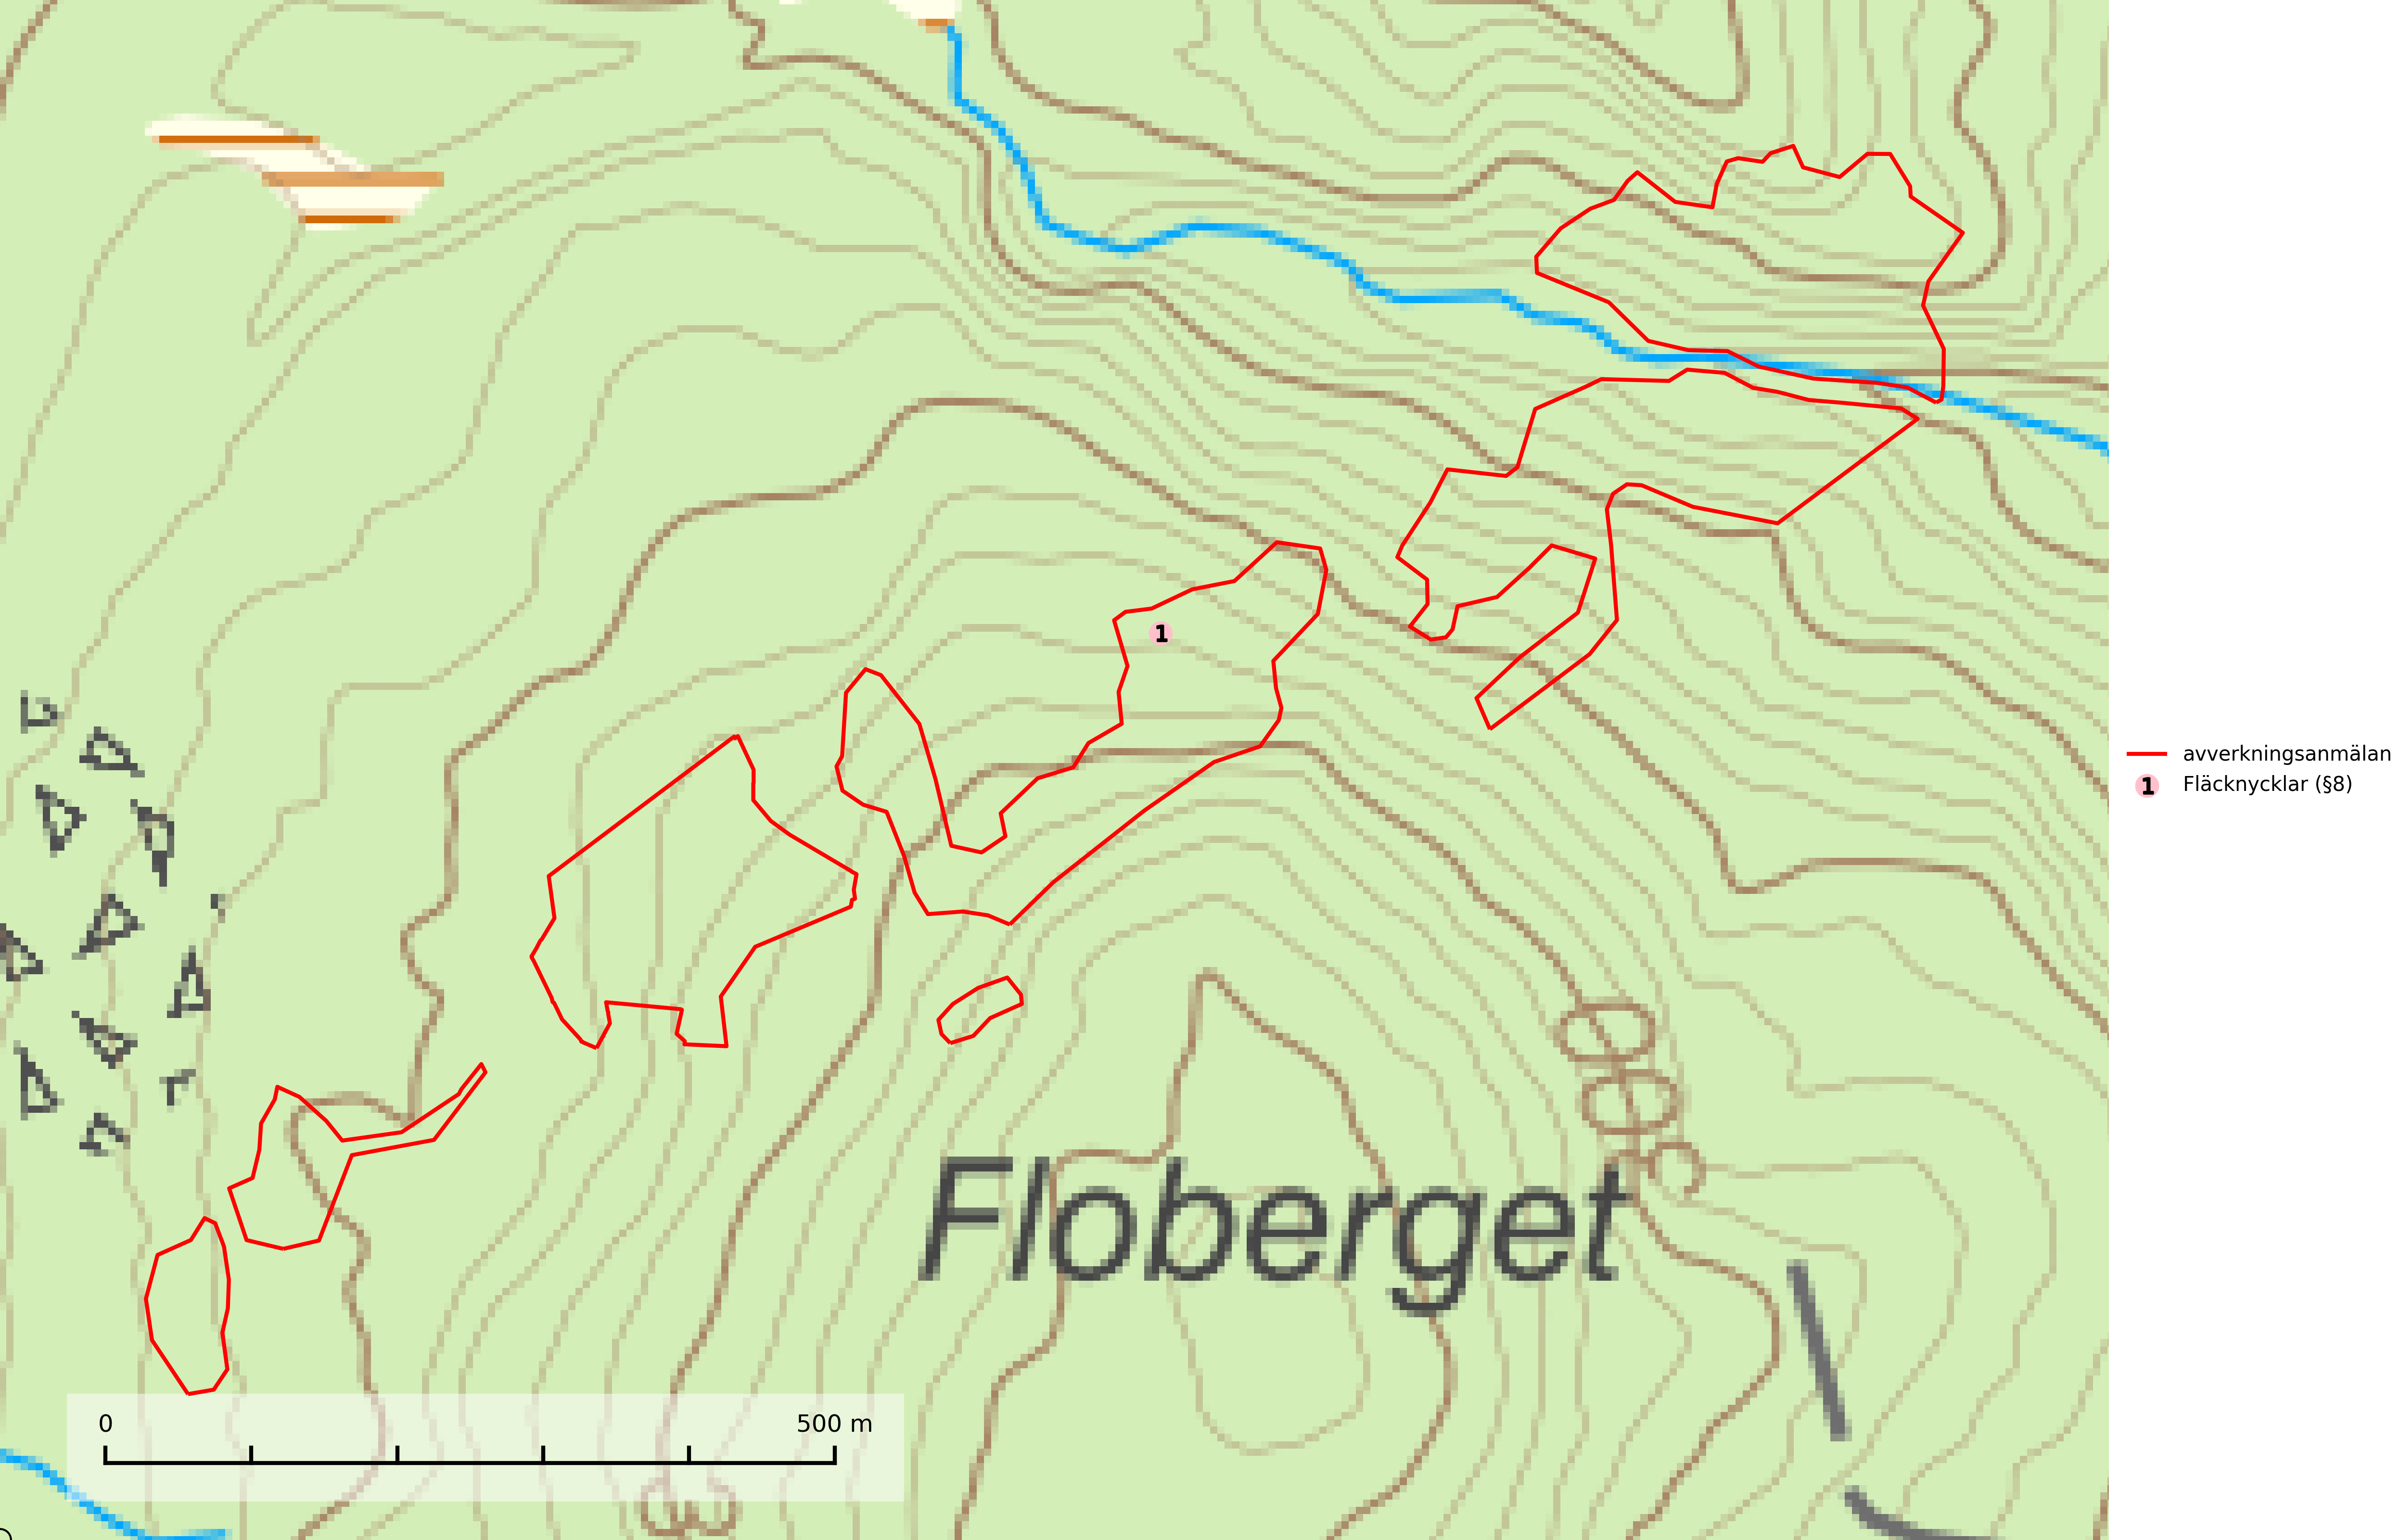 1
avverkningsanmälan
1 Fläcknycklar (§8)
Floberget
0 500 m